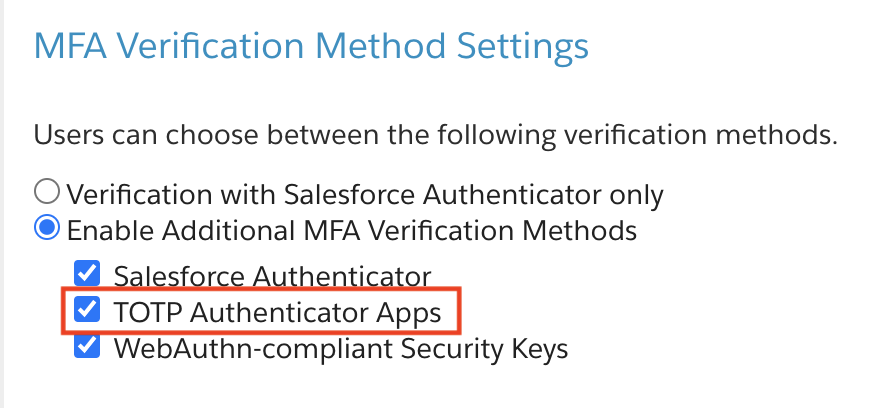 MFA Verification Method Settings
Users can choose between the following verification methods.
Verification with Salesforce Authenticator only
Enable Additional MFA Verification Methods
Salesforce Authenticator
TOTP Authenticator Apps
WebAuthn-compliant Security Keys